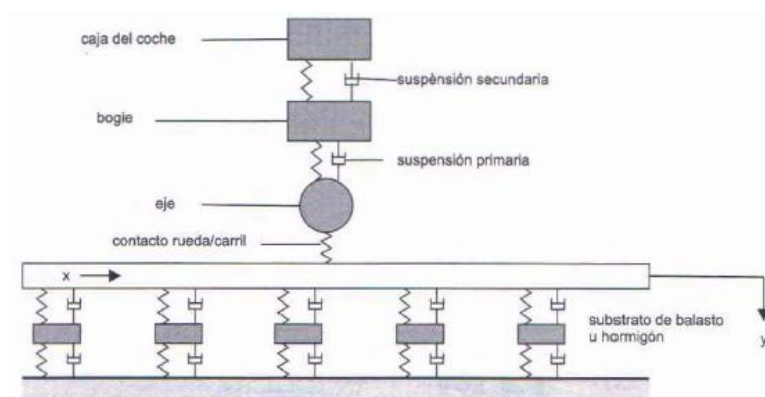 caja del coche
suspènsión secundaria
bogie
suspensión primaria
eje
contacto rueda/carril
x
substrato de balasto
u hormigón
y